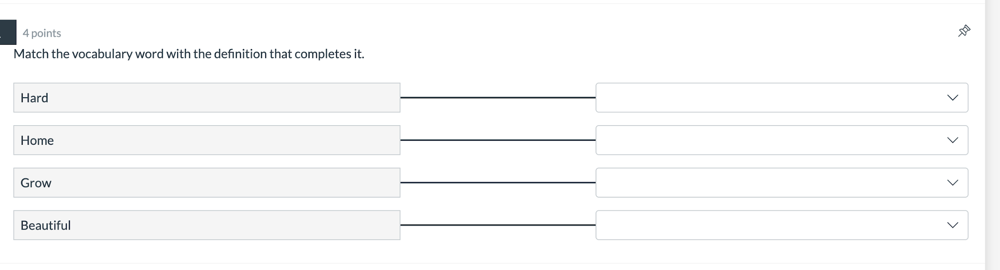 4 points
Match the vocabulary word with the definition that completes it.
Hard
Home
Grow
Beautiful